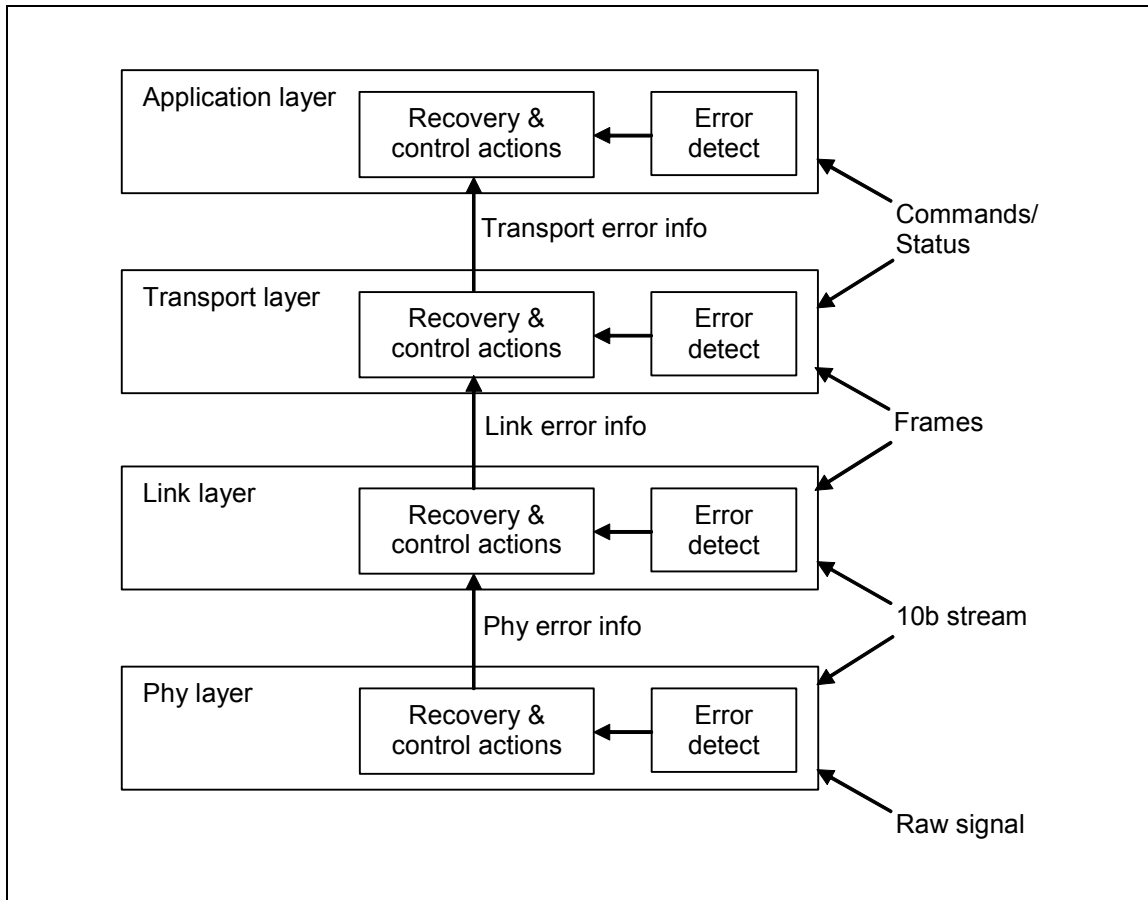 Application layer
Recovery &
control actions
Error
detect
Commands/
Status
Transport error info
Transport layer
Recovery &
control actions
Error
detect
Link error info
Frames
Link layer
Recovery &
control actions
Error
detect
Phy error info
10b stream
Phy layer
Recovery &
control actions
Error
detect
Raw signal